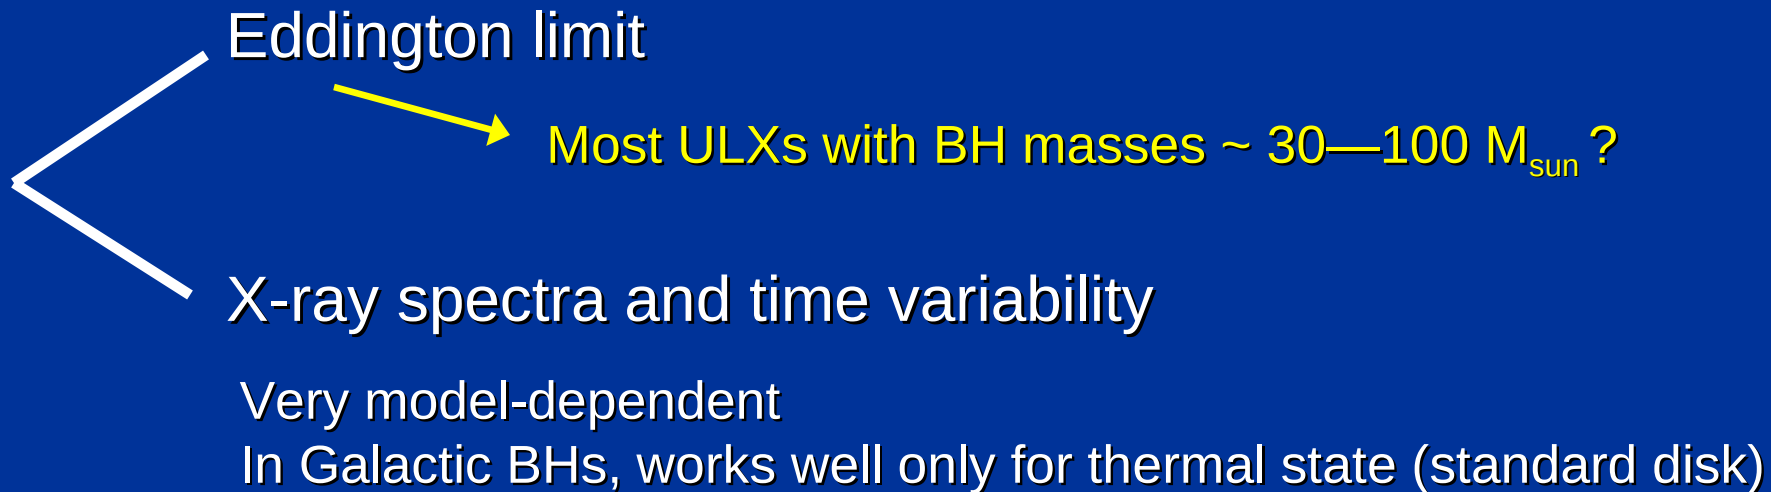 Eddington limit
Most ULXs with BH masses ~ 30—100 Msun ?
X-ray spectra and time variability
Very model-dependent
In Galactic BHs, works well only for thermal state (standard disk)